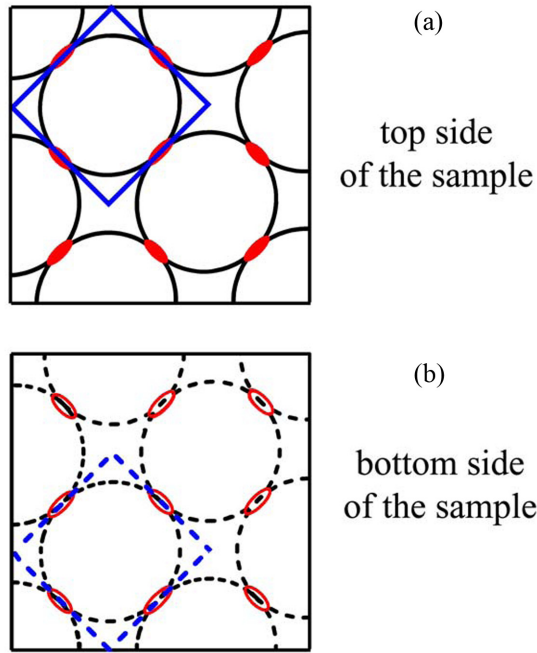 (a)
top side
of the sample
(b)
bottom side
of the sample